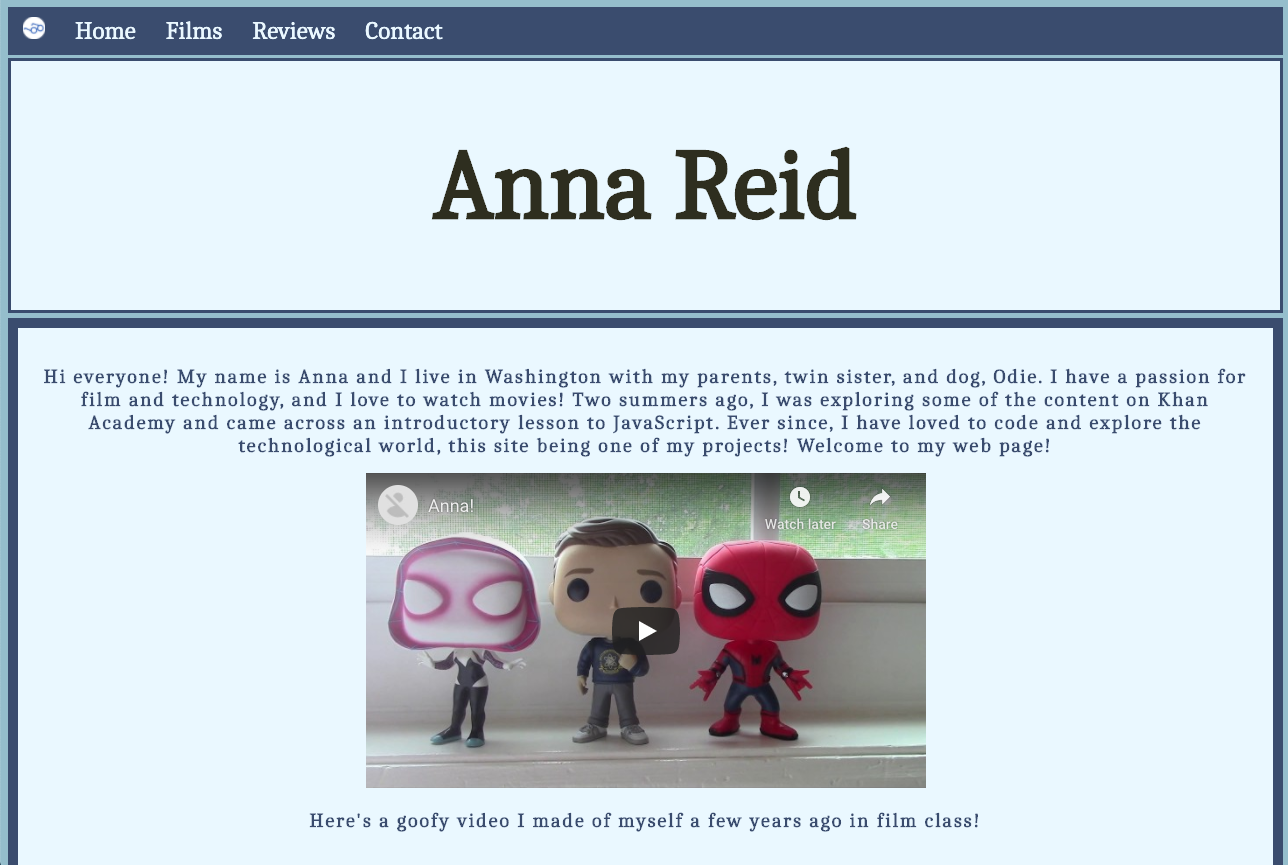 Home Films Reviews Contact
Anna Reid
Hi everyone! My name is Anna and I live in Washington with my parents, twin sister, and dog, Odie. I have a passion for
film and technology, and I love to watch movies! Two summers ago, I was exploring some of the content on Khan
Academy and came across an introductory lesson to JavaScript. Ever since, I have loved to code and explore the
technological world, this site being one of my projects! Welcome to my web page!
Anna!
Watch later Share
Here's a goofy video I made of myself a few years ago in film class!